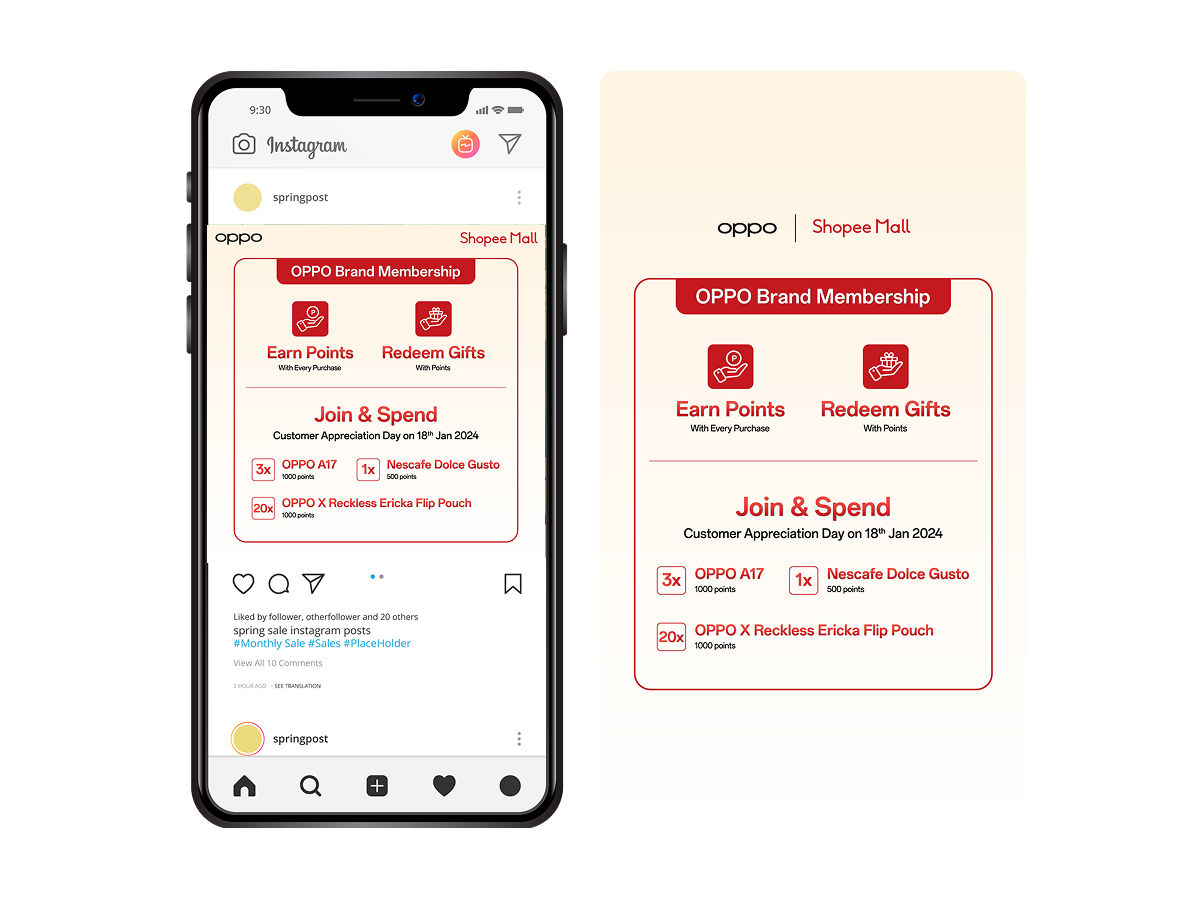 9:30
Instagram
springpost
oppo
Shopee Mall
OPPO Brand Membership
P
Earn Points
With Every Purchase
Redeem Gifts
With Points
Join & Spend
Customer Appreciation Day on 18th Jan 2024
3x
OPPO A17
1000 points
1x
Nescafe Dolce Gusto
500 points
20x
OPPO X Reckless Ericka Flip Pouch
1000 points
Liked by follower, otherfollower and 20 others
spring sale instagram posts
#Monthly Sale #Sales #PlaceHolder
View All 10 Comments
2 HOUR AGO - SEE TRANSLATION
springpost
oppo | Shopee Mall
OPPO Brand Membership
P
Earn Points
With Every Purchase
Redeem Gifts
With Points
Join & Spend
Customer Appreciation Day on 18th Jan 2024
3x
OPPO A17
1000 points
1x
Nescafe Dolce Gusto
500 points
20x
OPPO X Reckless Ericka Flip Pouch
1000 points